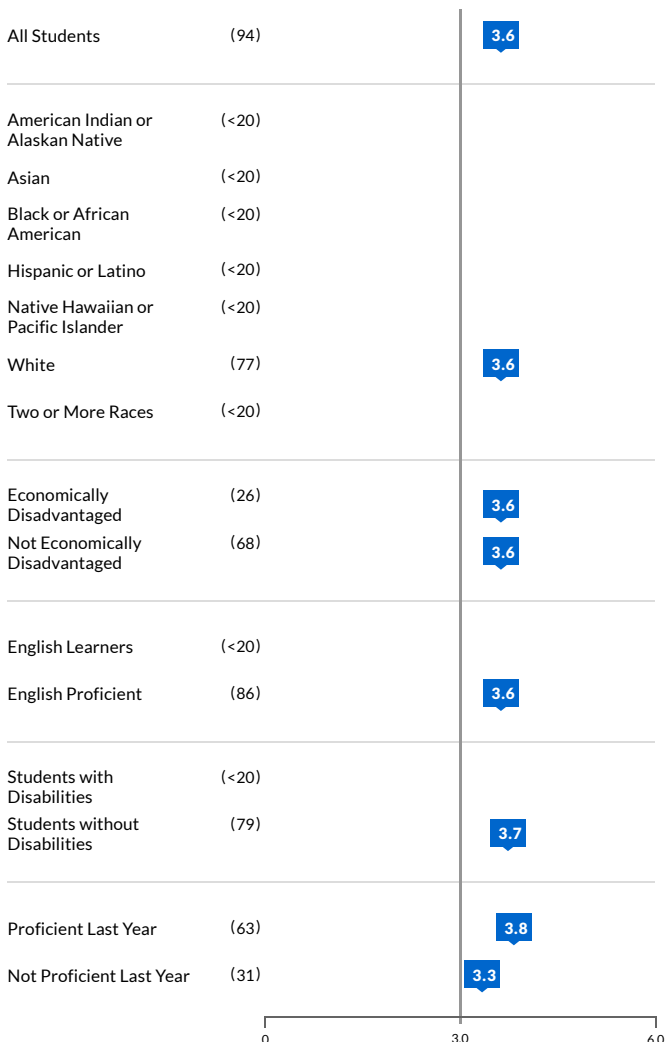 All Students (94) 3.6
American Indian or (<20)
Alaskan Native
Asian (<20)
Black or African (<20)
American
Hispanic or Latino (<20)
Native Hawaiian or (<20)
Pacific Islander
White (77) 3.6
Two or More Races (<20)
Economically (26) 3.6
Disadvantaged
Not Economically (68) 3.6
Disadvantaged
English Learners (<20)
English Proficient (86) 3.6
Students with (<20)
Disabilities
Students without (79) 3.7
Disabilities
Proficient Last Year (63) 3.8
Not Proficient Last Year (31) 3.3
0 3.0 6.0